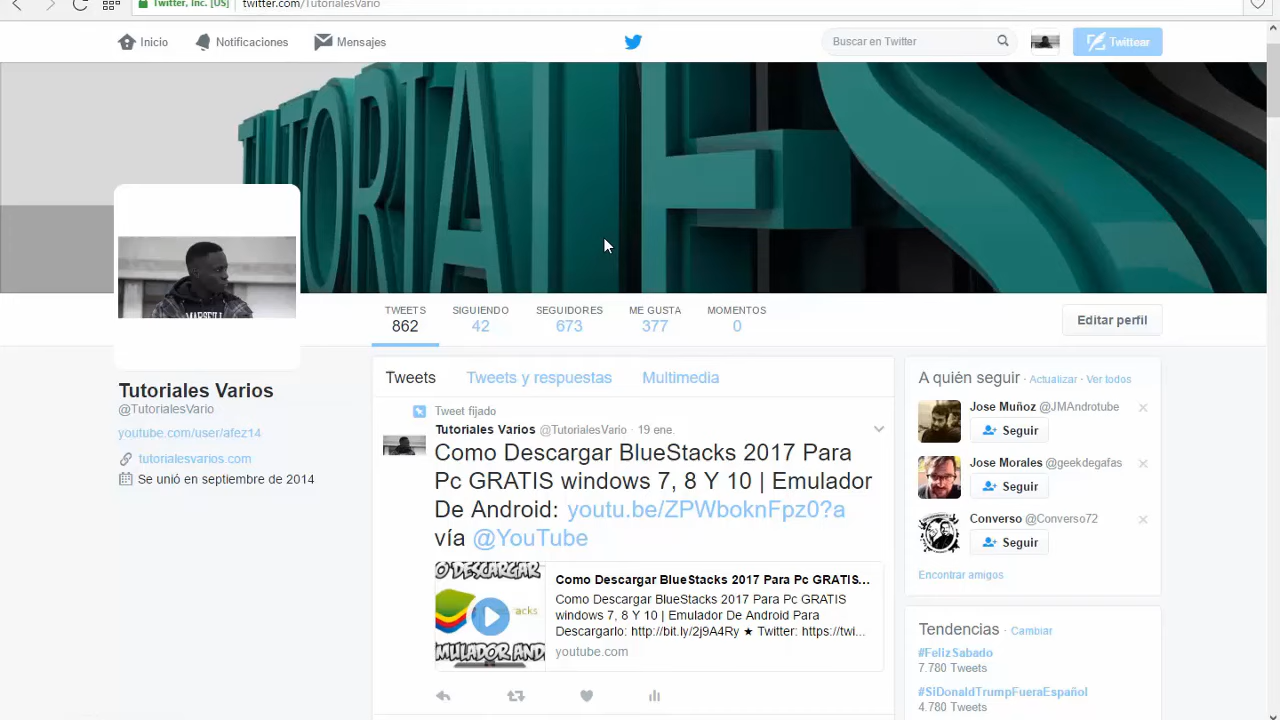 Twitter, Inc. [US]
twitter.com/TutorialesVario
Inicio
Notificaciones
Mensajes
Buscar en Twitter
Twittear
TUTORIALES
TWEETS
862
SIGUIENDO
42
SEGUIDORES
673
ME GUSTA
377
MOMENTOS
0
Editar perfil
MARSEILL
Tutoriales Varios
@TutorialesVario
youtube.com/user/afez14
tutorialesvarios.com
Se unió en septiembre de 2014
Tweets
Tweets y respuestas
Multimedia
Tweet fijado
Tutoriales Varios @TutorialesVario · 19 ene.
Como Descargar BlueStacks 2017 Para
Pc GRATIS windows 7, 8 Y 10 | Emulador
De Android: youtu.be/ZPWboknFpz0?a
vía @YouTube
O DESCARGAR
acks
MULADOR AND
Como Descargar BlueStacks 2017 Para Pc GRATIS...
Como Descargar BlueStacks 2017 Para Pc GRATIS
windows 7, 8 Y 10 | Emulador De Android Para
Descargarlo: http://bit.ly/2j9A4Ry ★ Twitter: https://twi...
youtube.com
A quién seguir · Actualizar · Ver todos
Jose Muñoz @JMAndrotube
Seguir
Jose Morales @geekdegafas
Seguir
Converso @Converso72
Seguir
Encontrar amigos
Tendencias · Cambiar
#FelizSabado
7.780 Tweets
#SiDonaldTrumpFueraEspañol
4.780 Tweets